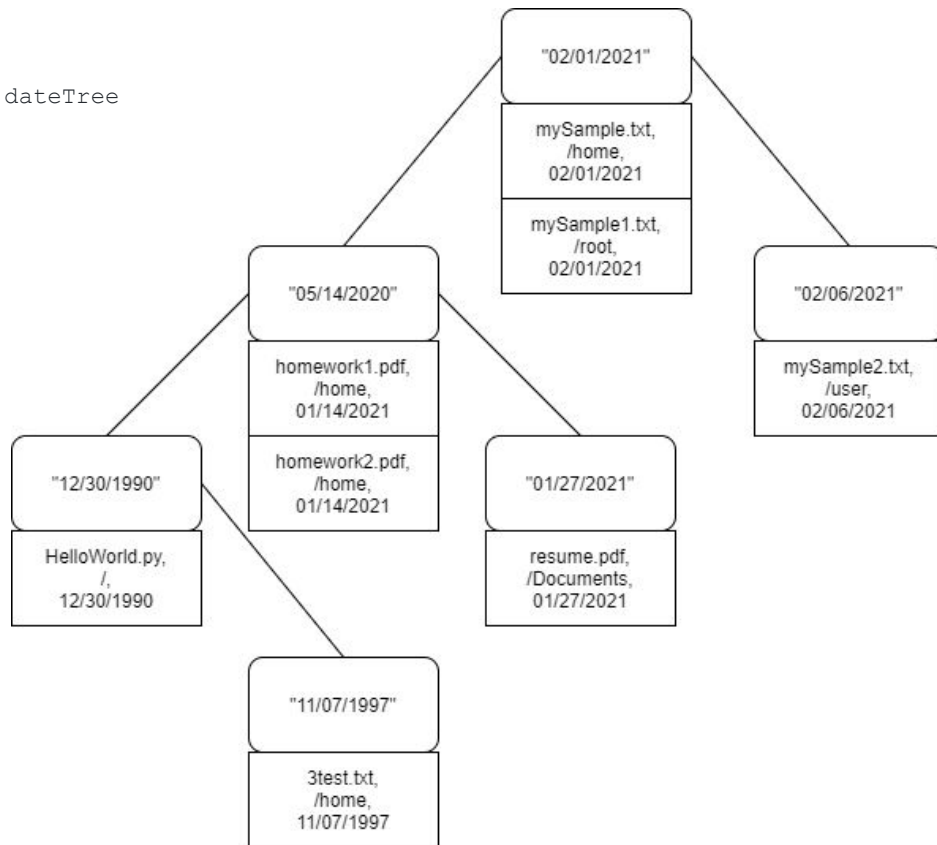 "02/01/2021"
dateTree
mySample.txt,
/home,
02/01/2021
mySample1.txt,
/root,
02/01/2021
"05/14/2020"
"02/06/2021"
homework1.pdf,
/home,
01/14/2021
mySample2.txt,
/user,
02/06/2021
homework2.pdf,
/home,
01/14/2021
"12/30/1990"
"01/27/2021"
HelloWorld.py,
/,
12/30/1990
resume.pdf,
/Documents,
01/27/2021
"11/07/1997"
3test.txt,
/home,
11/07/1997